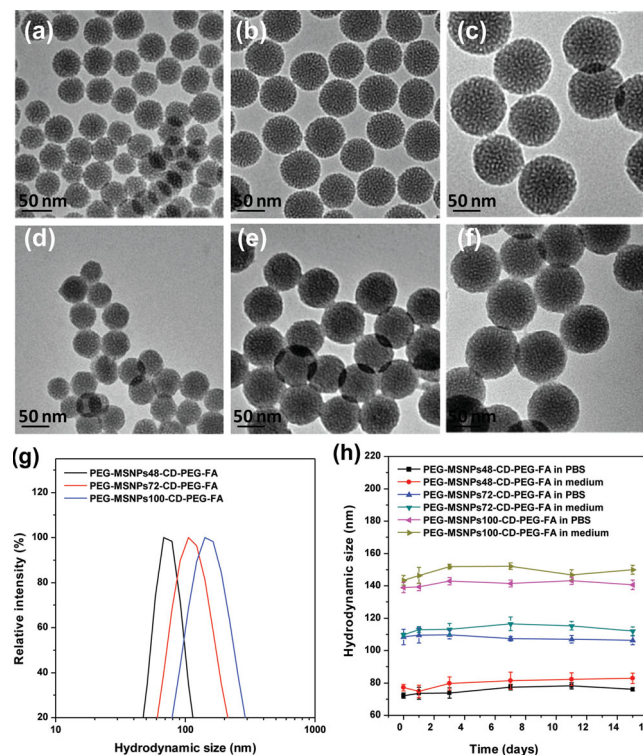 (a)
(b)
(c)
50 nm
50 nm
50 nm
(d)
(e)
(f)
50 nm
50 nm
50 nm
(g)
PEG-MSNPs48-CD-PEG-FA
PEG-MSNPs72-CD-PEG-FA
PEG-MSNPs100-CD-PEG-FA
Relative intensity (%)
120
100
80
60
40
20
10
100
1000
Hydrodynamic size (nm)
(h)
PEG-MSNPs48-CD-PEG-FA in PBS
PEG-MSNPs48-CD-PEG-FA in medium
PEG-MSNPs72-CD-PEG-FA in PBS
PEG-MSNPs72-CD-PEG-FA in medium
PEG-MSNPs100-CD-PEG-FA in PBS
PEG-MSNPs100-CD-PEG-FA in medium
Hydrodynamic size (nm)
220
200
180
160
140
120
100
80
60
0 2 4 6 8 10 12 14
Time (days)